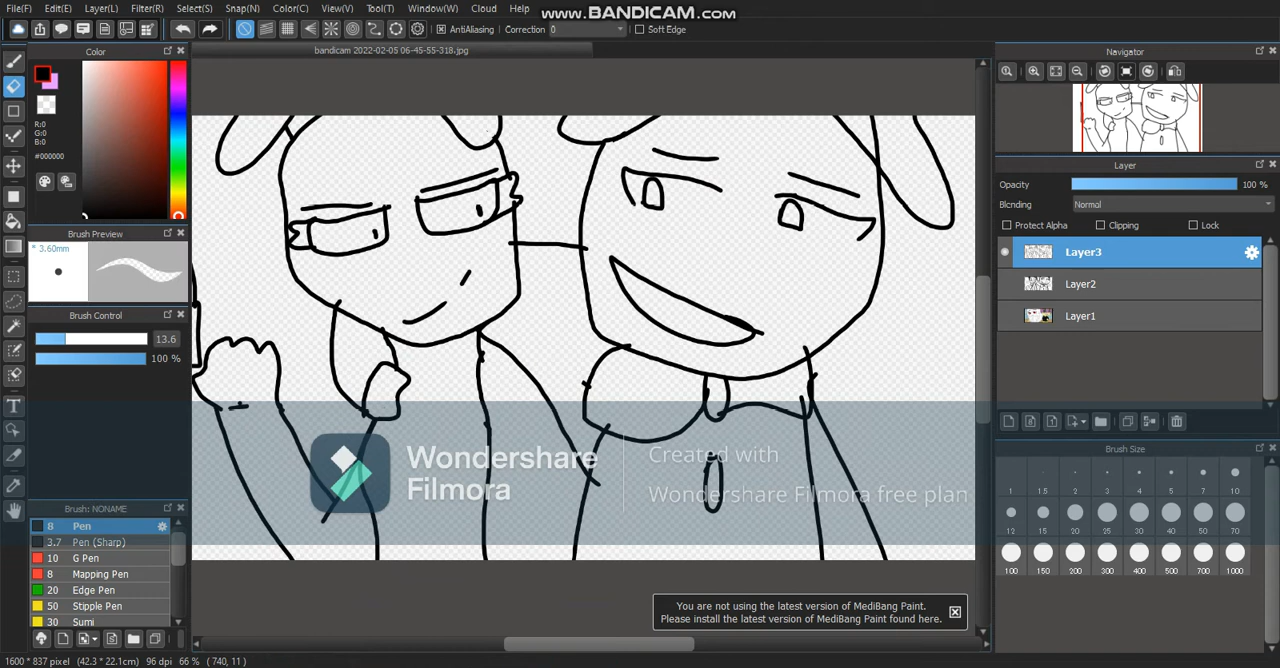 File(F) Edit(E) Layer(L) Filter(R) Select(S) Snap(N) Color(C) View(V) Tool(T) Window(W) Cloud Help
www.BANDICAM.com
AntiAliasing Correction 0 Soft Edge
bandicam 2022-02-05 06-45-55-318.jpg
Color
R:0
G:0
B:0
#000000
Brush Preview
* 3.60mm
Brush Control
13.6
100 %
Brush: NONAME
8 Pen
3.7 Pen (Sharp)
10 G Pen
8 Mapping Pen
20 Edge Pen
50 Stipple Pen
30 Sumi
Wondershare
Filmora
Created with
Wondershare Filmora free plan
You are not using the latest version of MediBang Paint.
Please install the latest version of MediBang Paint found here.
Navigator
Layer
Opacity 100 %
Blending Normal
Protect Alpha Clipping Lock
Layer3
Layer2
Layer1
Brush Size
1 1.5 2 3 4 5 7 10
12 15 20 25 30 40 50 70
100 150 200 300 400 500 700 1000
1600 * 837 pixel (42.3 * 22.1cm) 96 dpi 66 % ( 740, 11 )